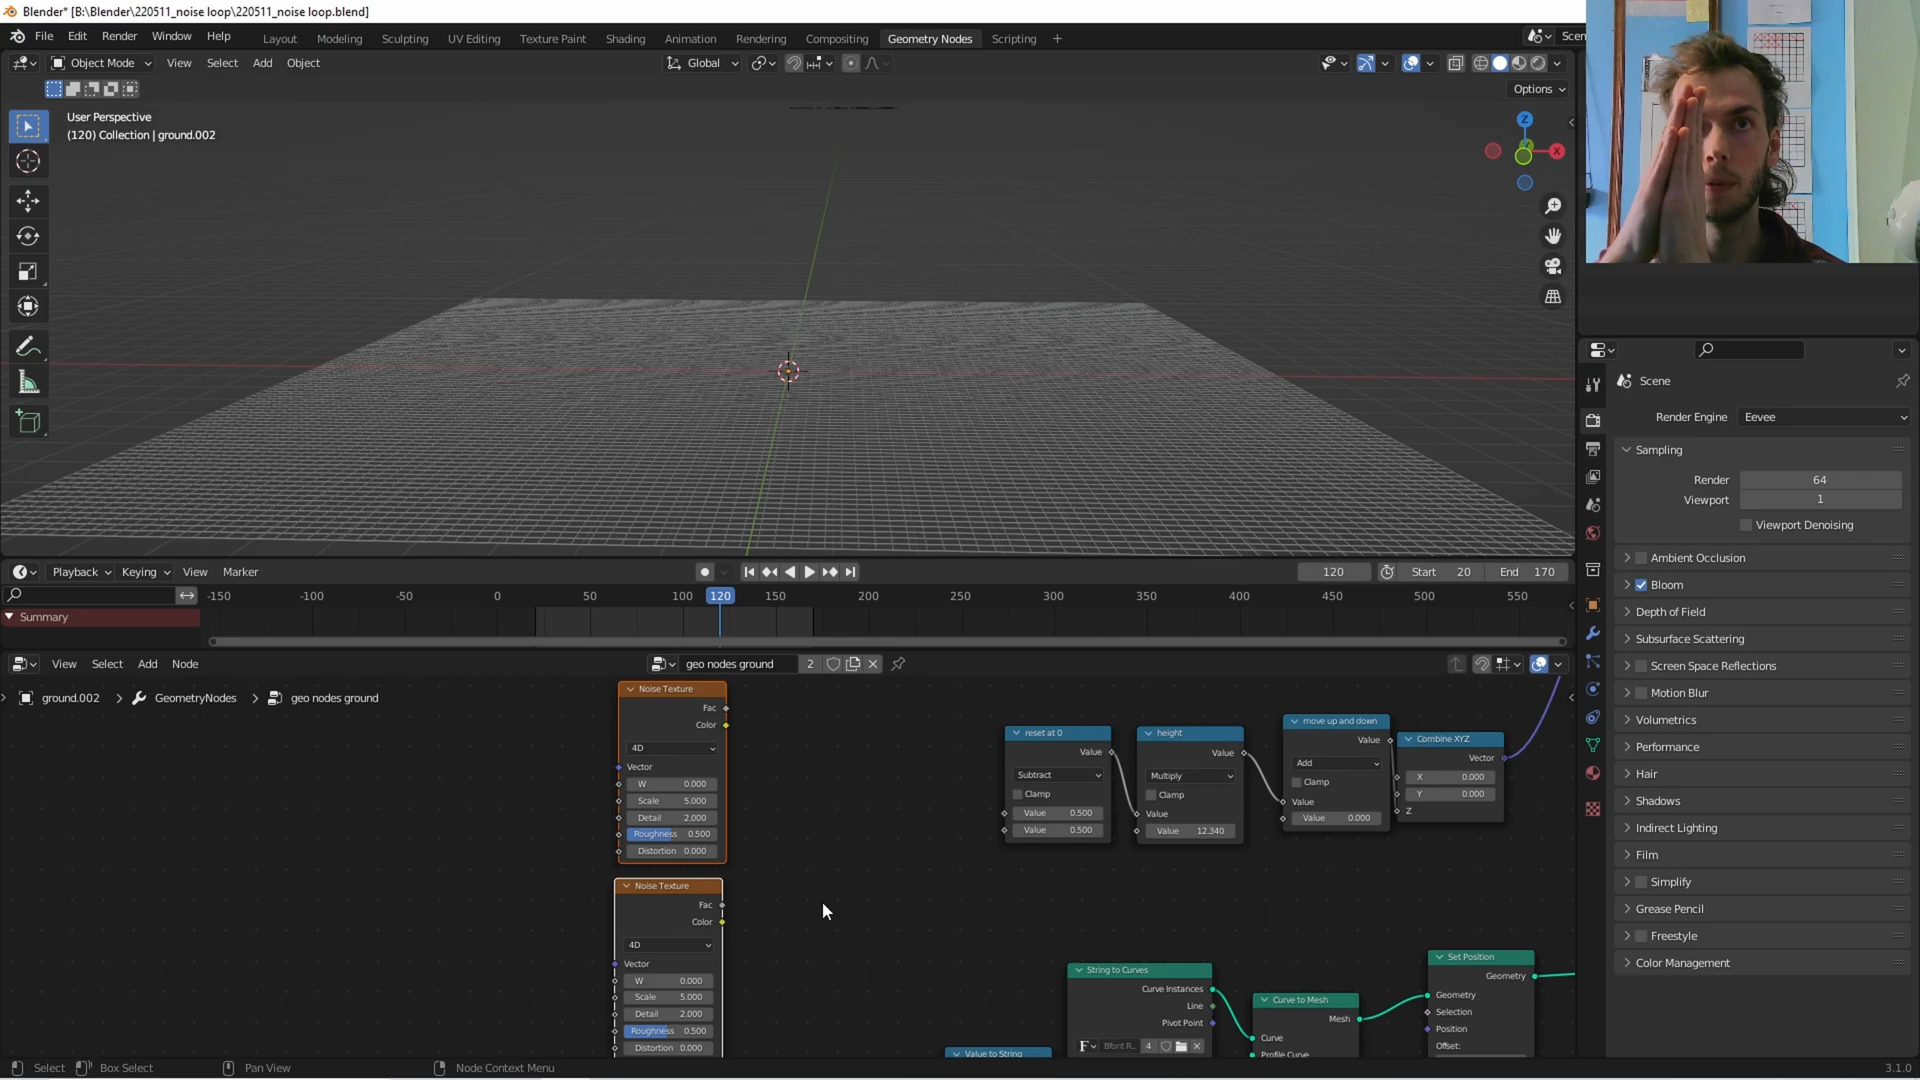 Blender* [B:\Blender\220511_noise loop\220511_noise loop.blend]
File Edit Render Window Help Layout Modeling Sculpting UV Editing Texture Paint Shading Animation Rendering Compositing Geometry Nodes Scripting + Scen
Object Mode View Select Add Object Global
Options
User Perspective
(120) Collection | ground.002
Z
X
Scene
Render Engine Eevee
Sampling
Render 64
Viewport 1
Viewport Denoising
Ambient Occlusion
Bloom
Depth of Field
Subsurface Scattering
Screen Space Reflections
Motion Blur
Volumetrics
Performance
Hair
Shadows
Indirect Lighting
Film
Simplify
Grease Pencil
Freestyle
Color Management
Playback Keying View Marker 120 Start 20 End 170
-150 -100 -50 0 50 100 120 150 200 250 300 350 400 450 500 550
Summary
View Select Add Node geo nodes ground 2
ground.002 > GeometryNodes > geo nodes ground
Noise Texture
Fac
Color
4D
Vector
W 0.000
Scale 5.000
Detail 2.000
Roughness 0.500
Distortion 0.000
Noise Texture
Fac
Color
4D
Vector
W 0.000
Scale 5.000
Detail 2.000
Roughness 0.500
Distortion 0.000
reset at 0
Value
Subtract
Clamp
Value 0.500
Value 0.500
height
Value
Multiply
Clamp
Value
Value 12.340
move up and down
Value
Add
Clamp
Value
Value 0.000
Combine XYZ
Vector
X 0.000
Y 0.000
Z
String to Curves
Curve Instances
Line
Pivot Point
F Bfont R... 4
Curve to Mesh
Mesh
Curve
Profile Curve
Set Position
Geometry
Geometry
Selection
Position
Offset:
Value to String
Select Box Select Pan View Node Context Menu 3.1.0